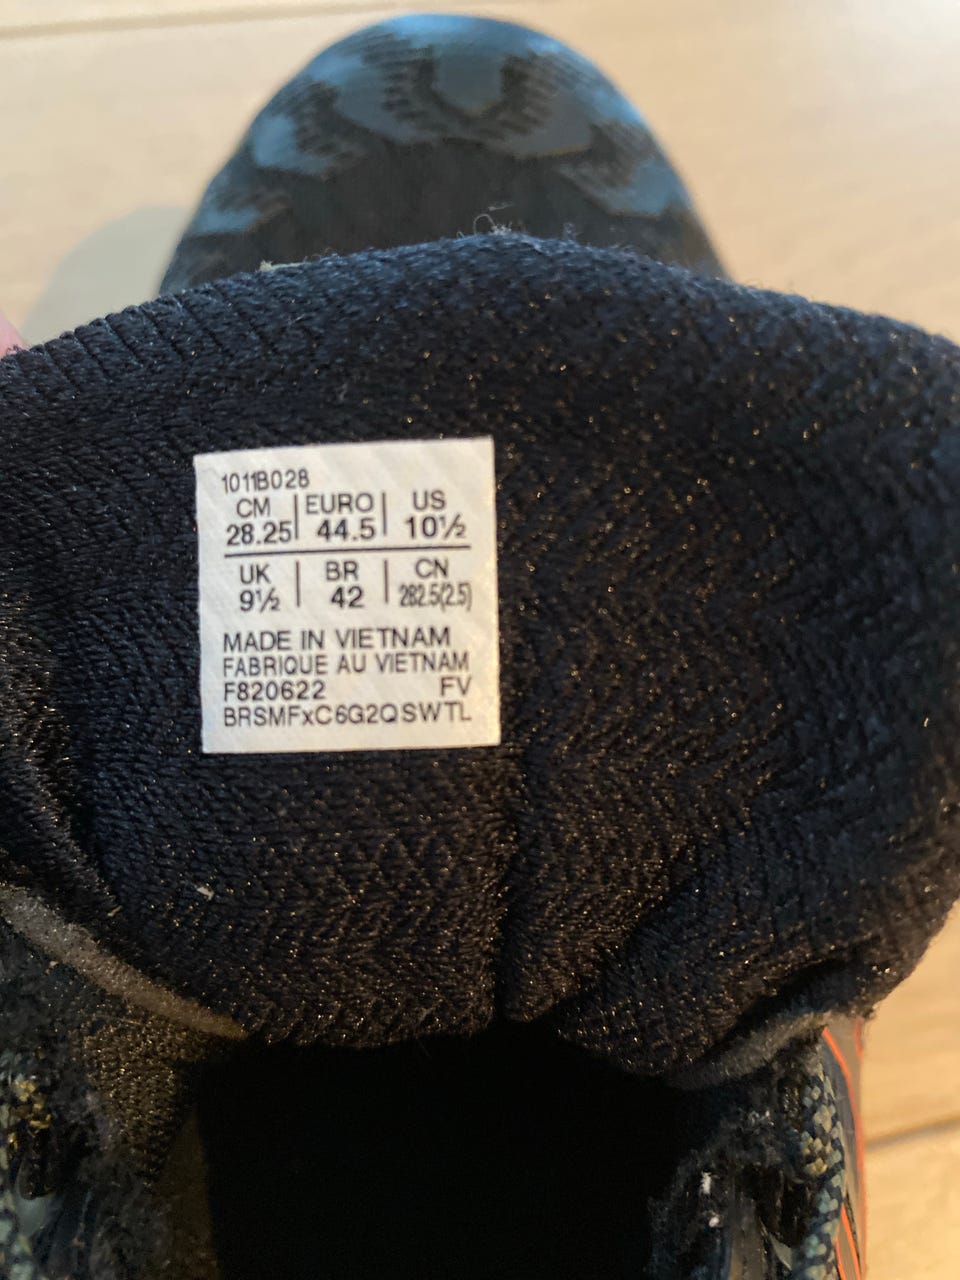 1011B028
CM | EURO | US
28.25 | 44.5 | 10½
UK | BR | CN
9½ | 42 | 282.5(2.5)
MADE IN VIETNAM
FABRIQUE AU VIETNAM
F820622 FV
BRSMFxC6G2QSWTL